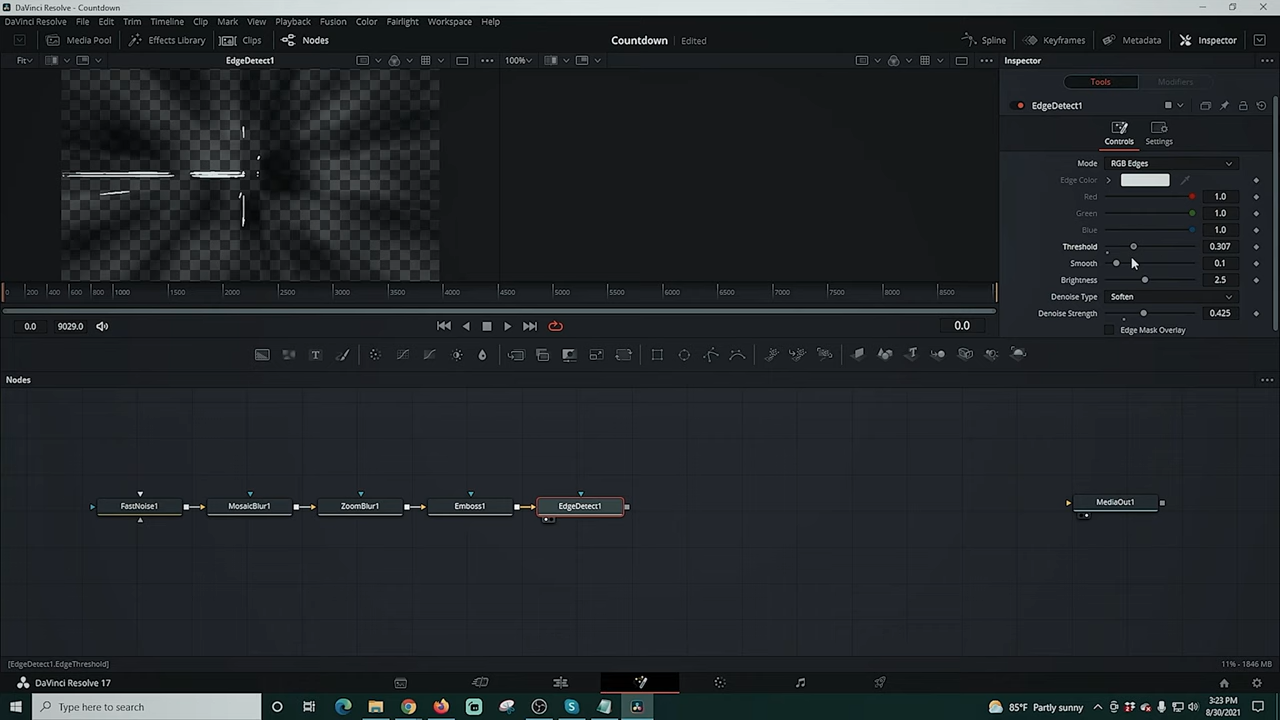 DaVinci Resolve - Countdown
DaVinci Resolve File Edit Trim Timeline Clip Mark View Playback Fusion Color Fairlight Workspace Help
Media Pool Effects Library Clips Nodes Countdown Edited Spline Keyframes Metadata Inspector
Fit EdgeDetect1 100% Inspector
Tools Modifiers
EdgeDetect1
Controls Settings
Mode RGB Edges
Edge Color
Red 1.0
Green 1.0
Blue 1.0
Threshold 0.307
Smooth 0.1
Brightness 2.5
Denoise Type Soften
Denoise Strength 0.425
Edge Mask Overlay
0 200 400 600 800 1000 1500 2000 2500 3000 3500 4000 4500 5000 5500 6000 6500 7000 7500 8000 8500
0.0 9029.0 0.0
T
Nodes
FastNoise1 MosaicBlur1 ZoomBlur1 Emboss1 EdgeDetect1 MediaOut1
[EdgeDetect1.EdgeThreshold] 11% - 1846 MB
DaVinci Resolve 17
Type here to search 85°F Partly sunny 3:23 PM
8/30/2021